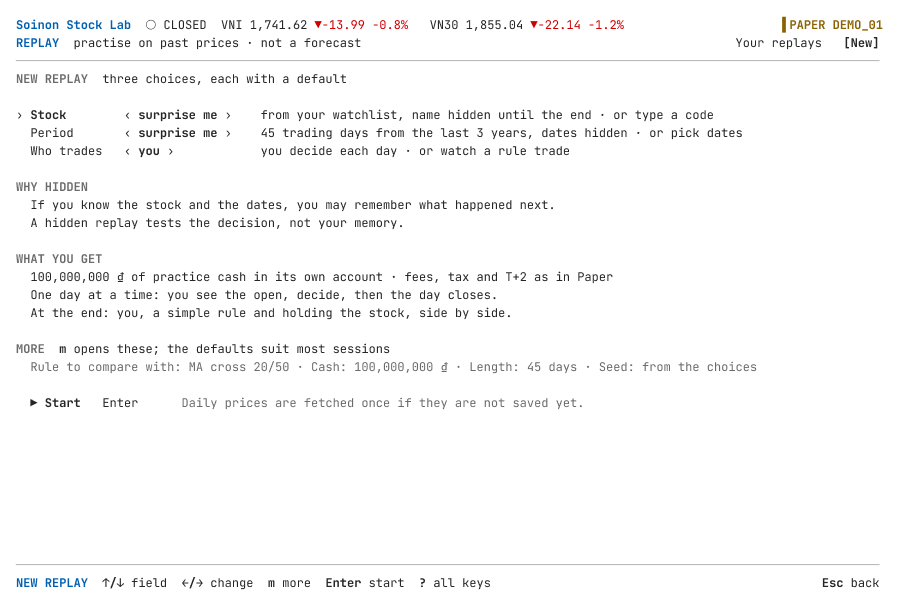 Soinon Stock Lab  ○ CLOSED  VNI 1,741.62 ▼-13.99 -0.8%  VN30 1,855.04 ▼-22.14 -1.2%  PAPER DEMO_01
REPLAY  practise on past prices · not a forecast  Your replays  [New]
NEW REPLAY  three choices, each with a default
› Stock  ‹ surprise me ›  from your watchlist, name hidden until the end · or type a code
Period  ‹ surprise me ›  45 trading days from the last 3 years, dates hidden · or pick dates
Who trades  ‹ you ›  you decide each day · or watch a rule trade
WHY HIDDEN
If you know the stock and the dates, you may remember what happened next.
A hidden replay tests the decision, not your memory.
WHAT YOU GET
100,000,000 ₫ of practice cash in its own account · fees, tax and T+2 as in Paper
One day at a time: you see the open, decide, then the day closes.
At the end: you, a simple rule and holding the stock, side by side.
MORE  m opens these; the defaults suit most sessions
Rule to compare with: MA cross 20/50 · Cash: 100,000,000 ₫ · Length: 45 days · Seed: from the choices
► Start  Enter  Daily prices are fetched once if they are not saved yet.
NEW REPLAY  ↑/↓ field  ←/→ change  m more  Enter start  ? all keys  Esc back